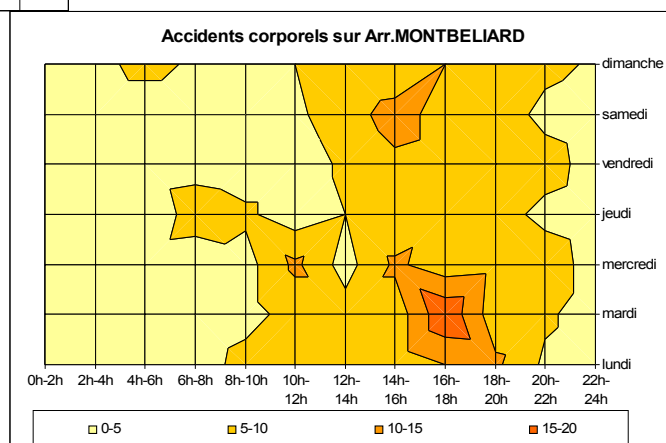 Accidents corporels sur Arr.MONTBELIARD
dimanche
samedi
vendredi
jeudi
mercredi
mardi
lundi
0h-2h 2h-4h 4h-6h 6h-8h 8h-10h 10h- 12h- 14h- 16h- 18h- 20h- 22h-
12h 14h 16h 18h 20h 22h 24h
0-5 5-10 10-15 15-20